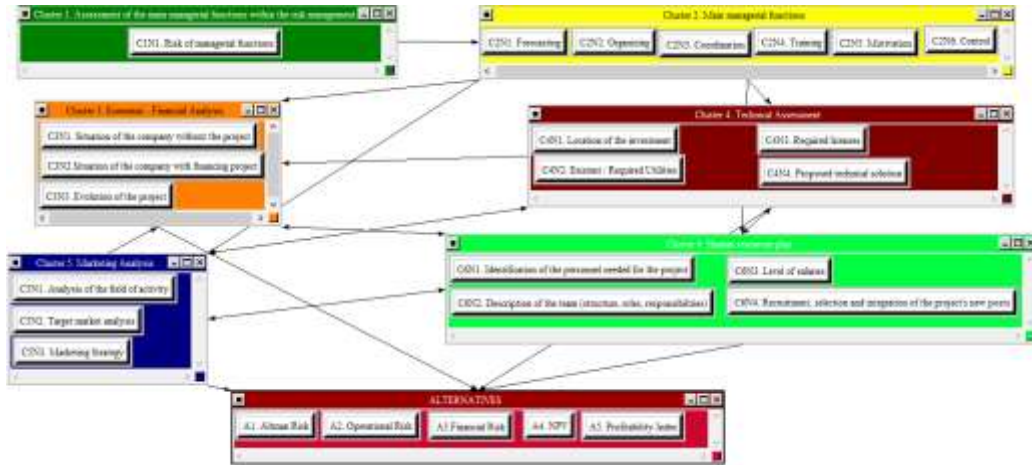 Cluster 1. Assessment of the main managerial functions within the risk management
C1N1. Risk of managerial functions
Cluster 2. Main managerial functions
C2N1. Forecasting
C2N2. Organizing
C2N3. Coordination
C2N4. Training
C2N5. Motivation
C2N6. Control
Cluster 3. Economic - Financial Analysis
C3N1. Situation of the company without the project
C3N2. Situation of the company with financing project
C3N3. Evolution of the project
Cluster 4. Technical Assessment
C4N1. Location of the investment
C4N2. Existent / Required Utilities
C4N3. Required licenses
C4N4. Proposed technical solution
Cluster 5. Marketing Analysis
C5N1. Analysis of the field of activity
C5N2. Target market analysis
C5N3. Marketing Strategy
Cluster 6. Human resources plan
C6N1. Identification of the personnel needed for the project
C6N2. Description of the team (structure, roles, responsibilities)
C6N3. Level of salaries
C6N4. Recruitment, selection and integration of the project's new posts
ALTERNATIVES
A1. Altman Risk
A2. Operational Risk
A3.Financial Risk
A4. NPV
A5. Profitability Index